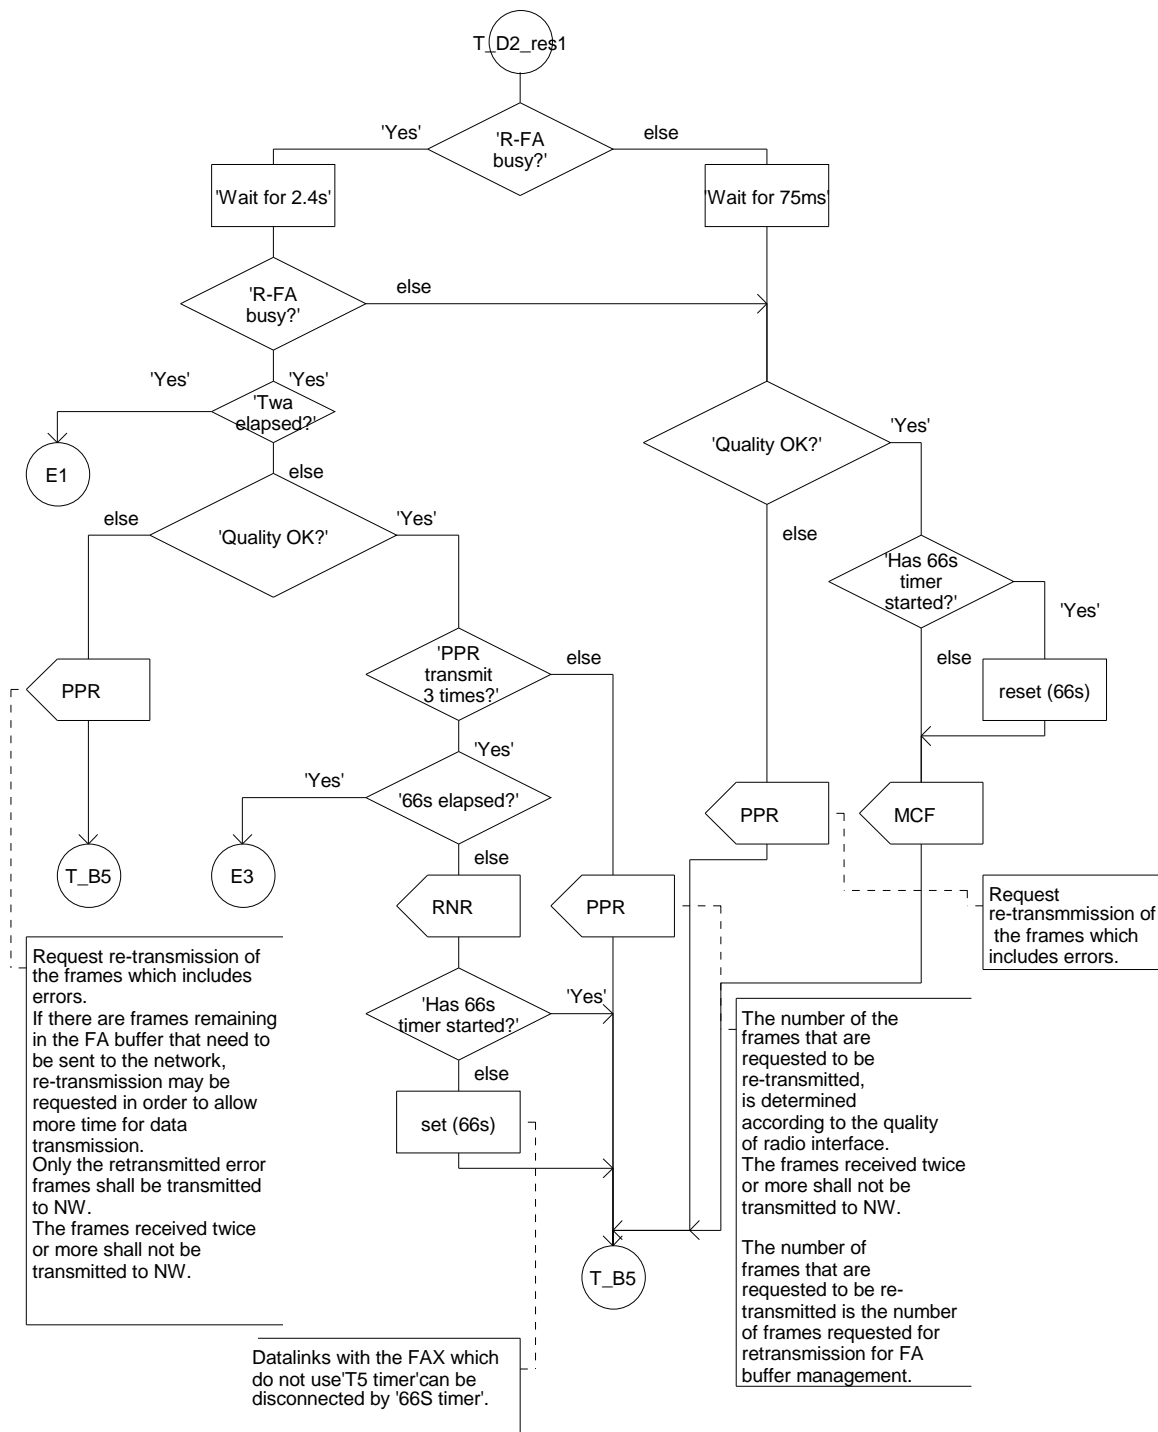 T_D2_res1
'Yes'
'R-FA
busy?'
else
'Wait for 2.4s'
'Wait for 75ms'
'R-FA
busy?'
else
'Yes'
'Yes'
'Twa
elapsed?'
E1
else
'Quality OK?'
'Yes'
else
'Quality OK?'
'Yes'
else
'Has 66s
timer
started?'
'Yes'
else
reset (66s)
'PPR
transmit
3 times?'
else
PPR
'Yes'
'Yes'
'66s elapsed?'
PPR
MCF
T_B5
E3
else
RNR
PPR
Request
re-transmmission of
the frames which
includes errors.
Request re-transmission of
the frames which includes
errors.
If there are frames remaining
in the FA buffer that need to
be sent to the network,
re-transmission may be
requested in order to allow
more time for data
transmission.
Only the retransmitted error
frames shall be transmitted
to NW.
The frames received twice
or more shall not be
transmitted to NW.
'Has 66s
timer started?'
'Yes'
else
set (66s)
The number of the
frames that are
requested to be
re-transmitted,
is determined
according to the quality
of radio interface.
The frames received twice
or more shall not be
transmitted to NW.
The number of
frames that are
requested to be re-
transmitted is the number
of frames requested for
retransmission for FA
buffer management.
T_B5
Datalinks with the FAX which
do not use'T5 timer'can be
disconnected by '66S timer'.